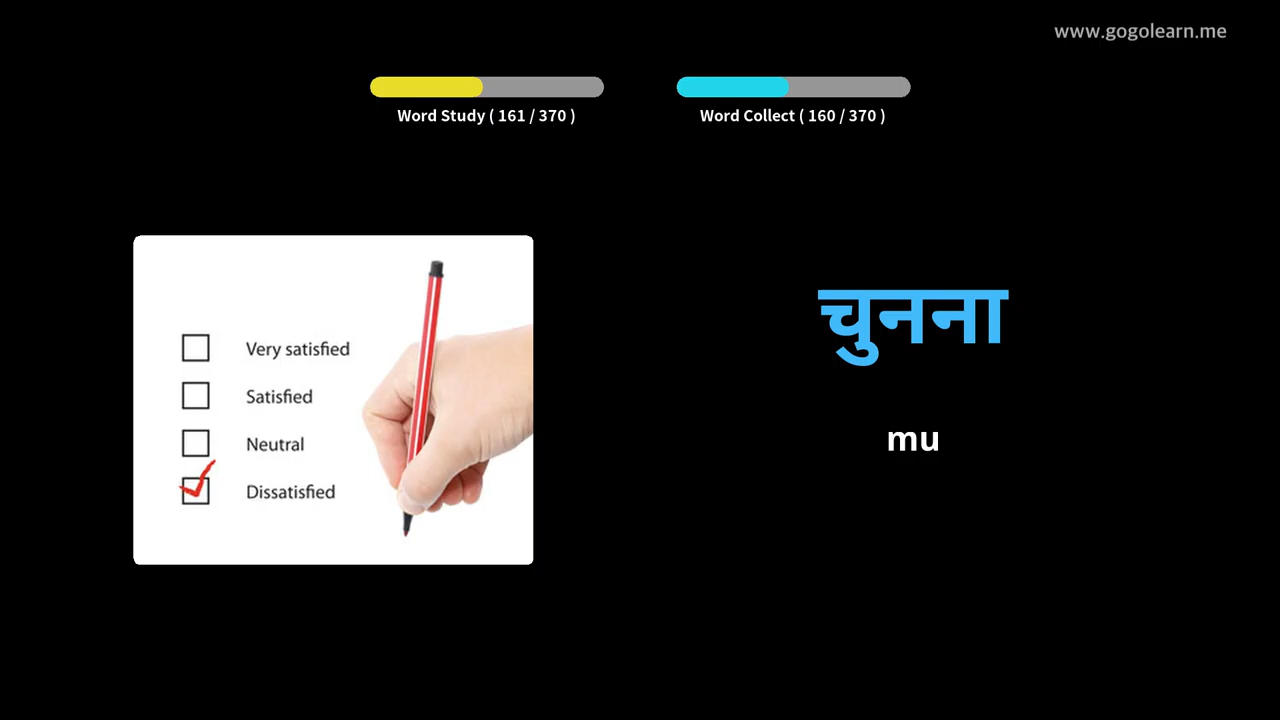 www.gogolearn.me
Word Study ( 161 / 370 )
Word Collect ( 160 / 370 )
Very satisfied
Satisfied
Neutral
Dissatisfied
चुनना
mu